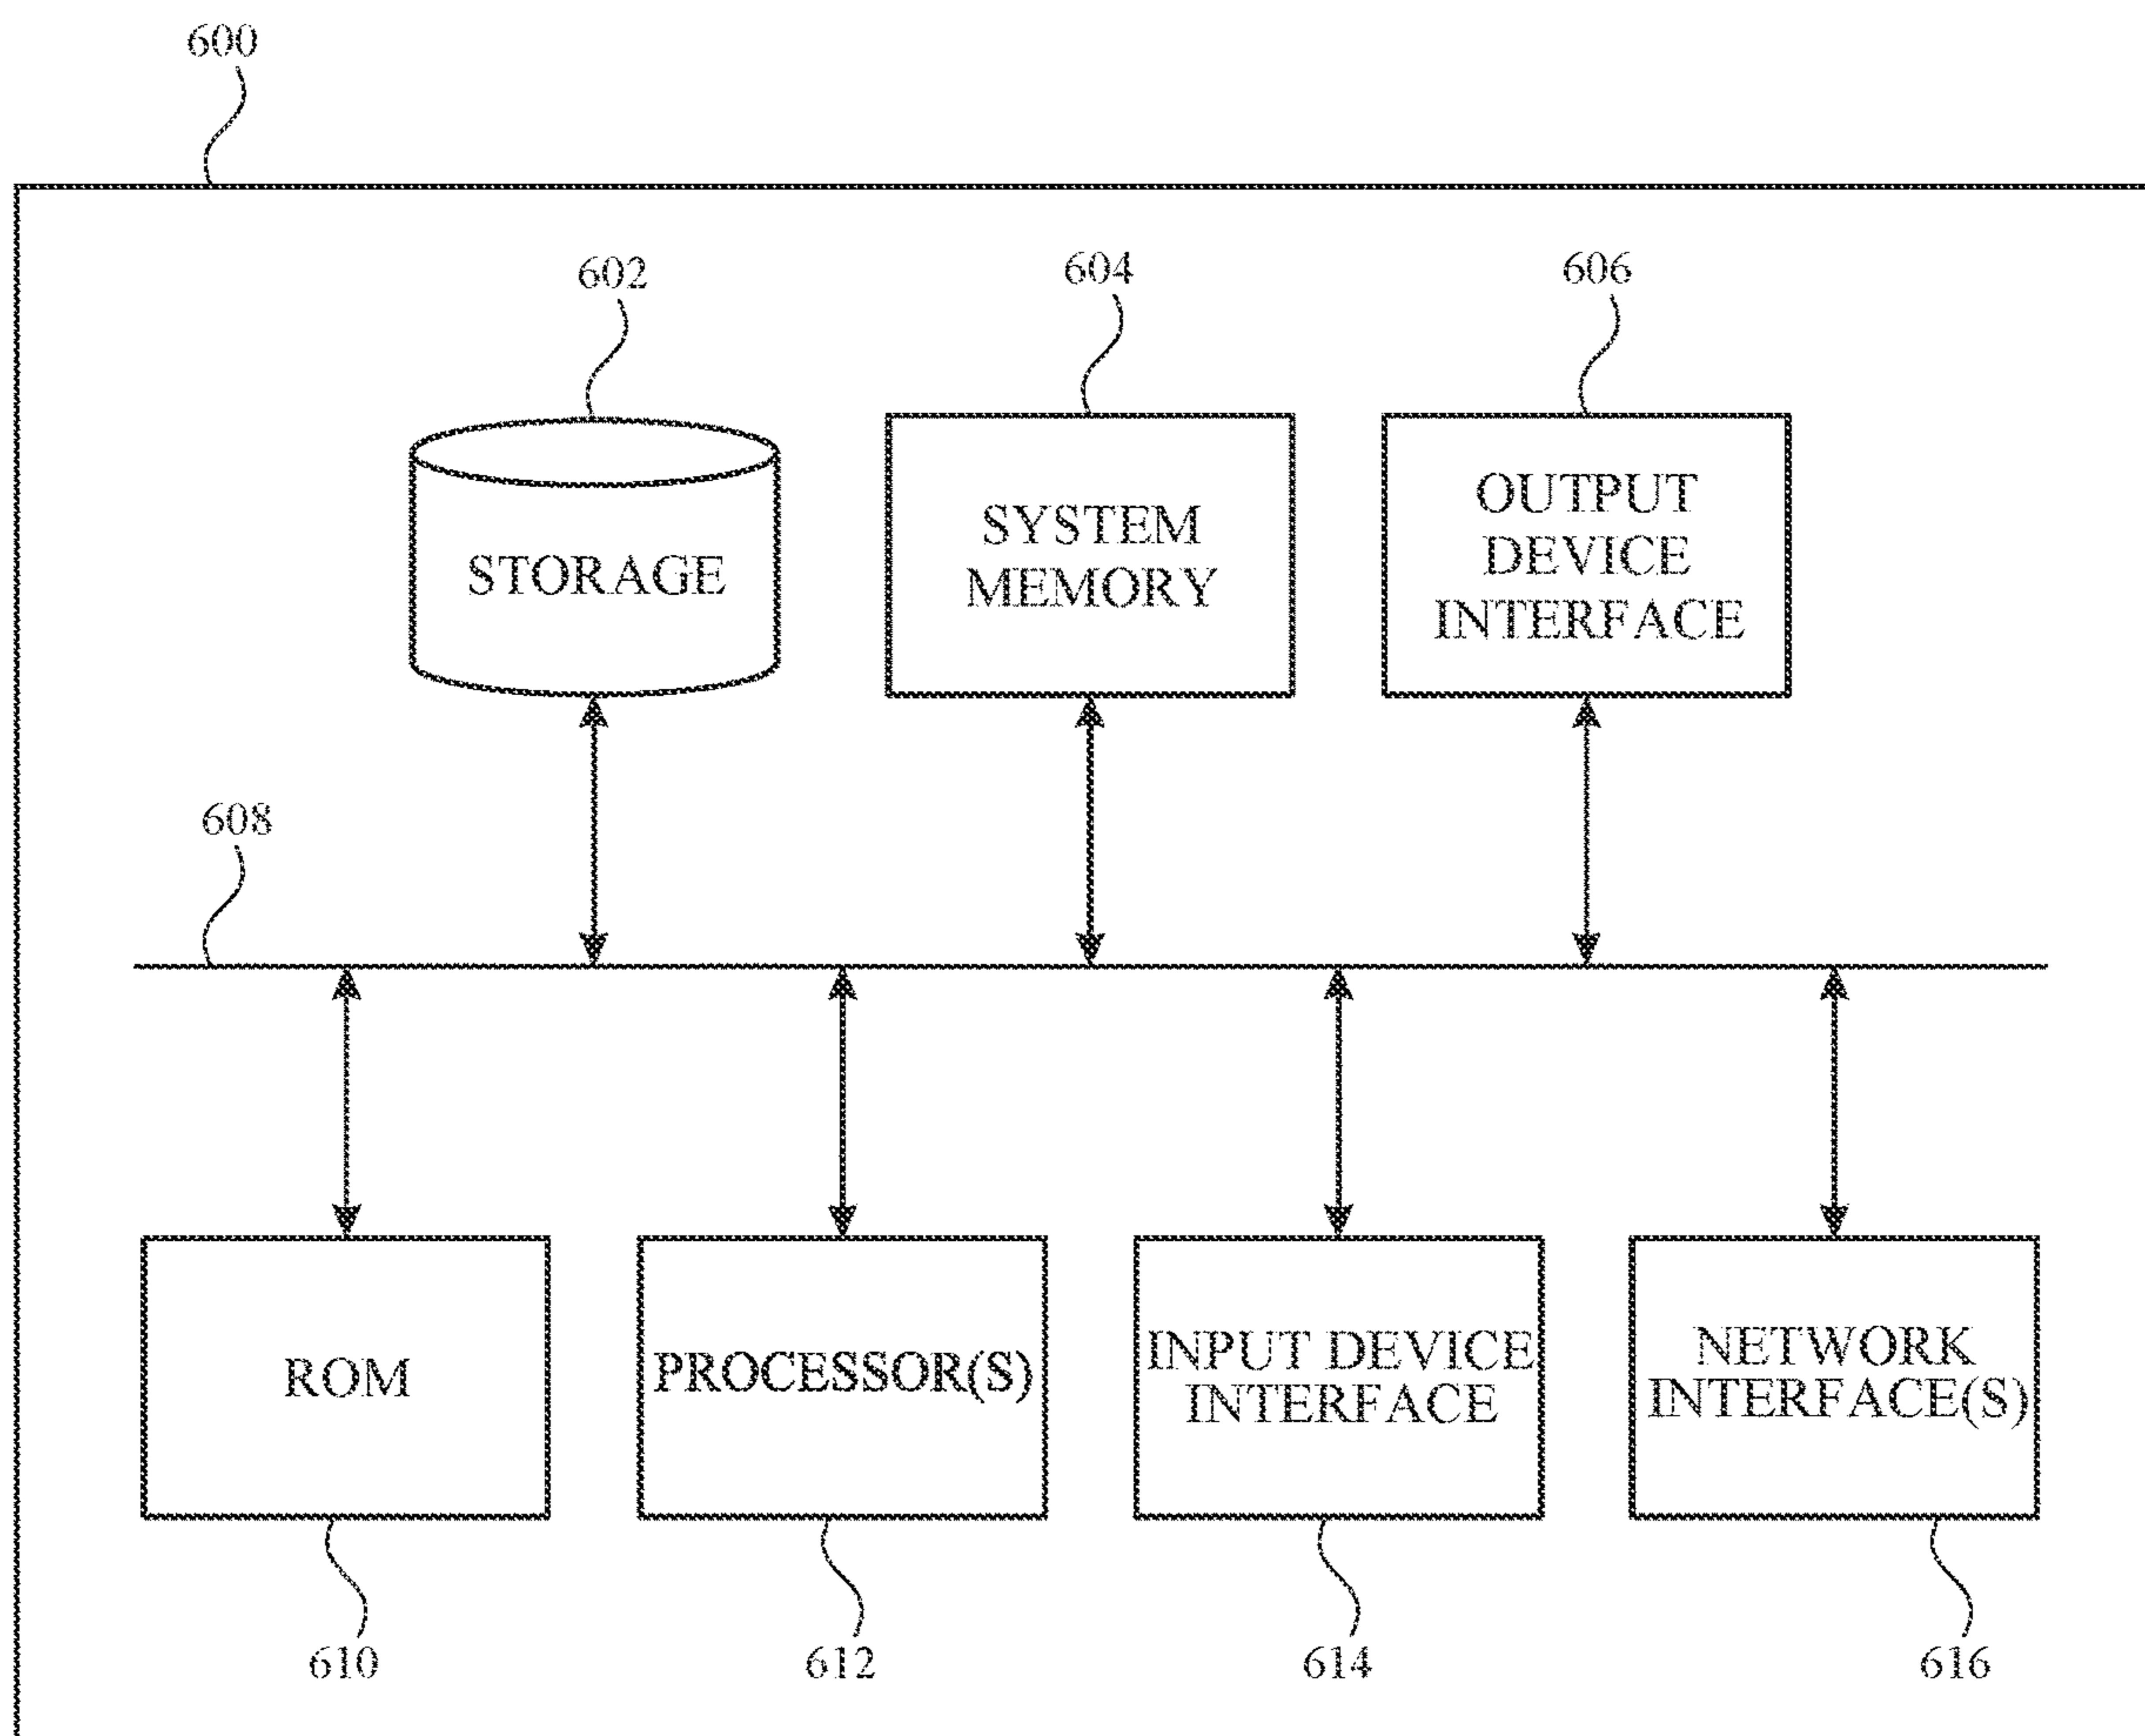 600
602
604
606
STORAGE
SYSTEM
MEMORY
OUTPUT
DEVICE
INTERFACE
608
ROM
PROCESSOR(S)
INPUT DEVICE
INTERFACE
NETWORK
INTERFACE(S)
610
612
614
616